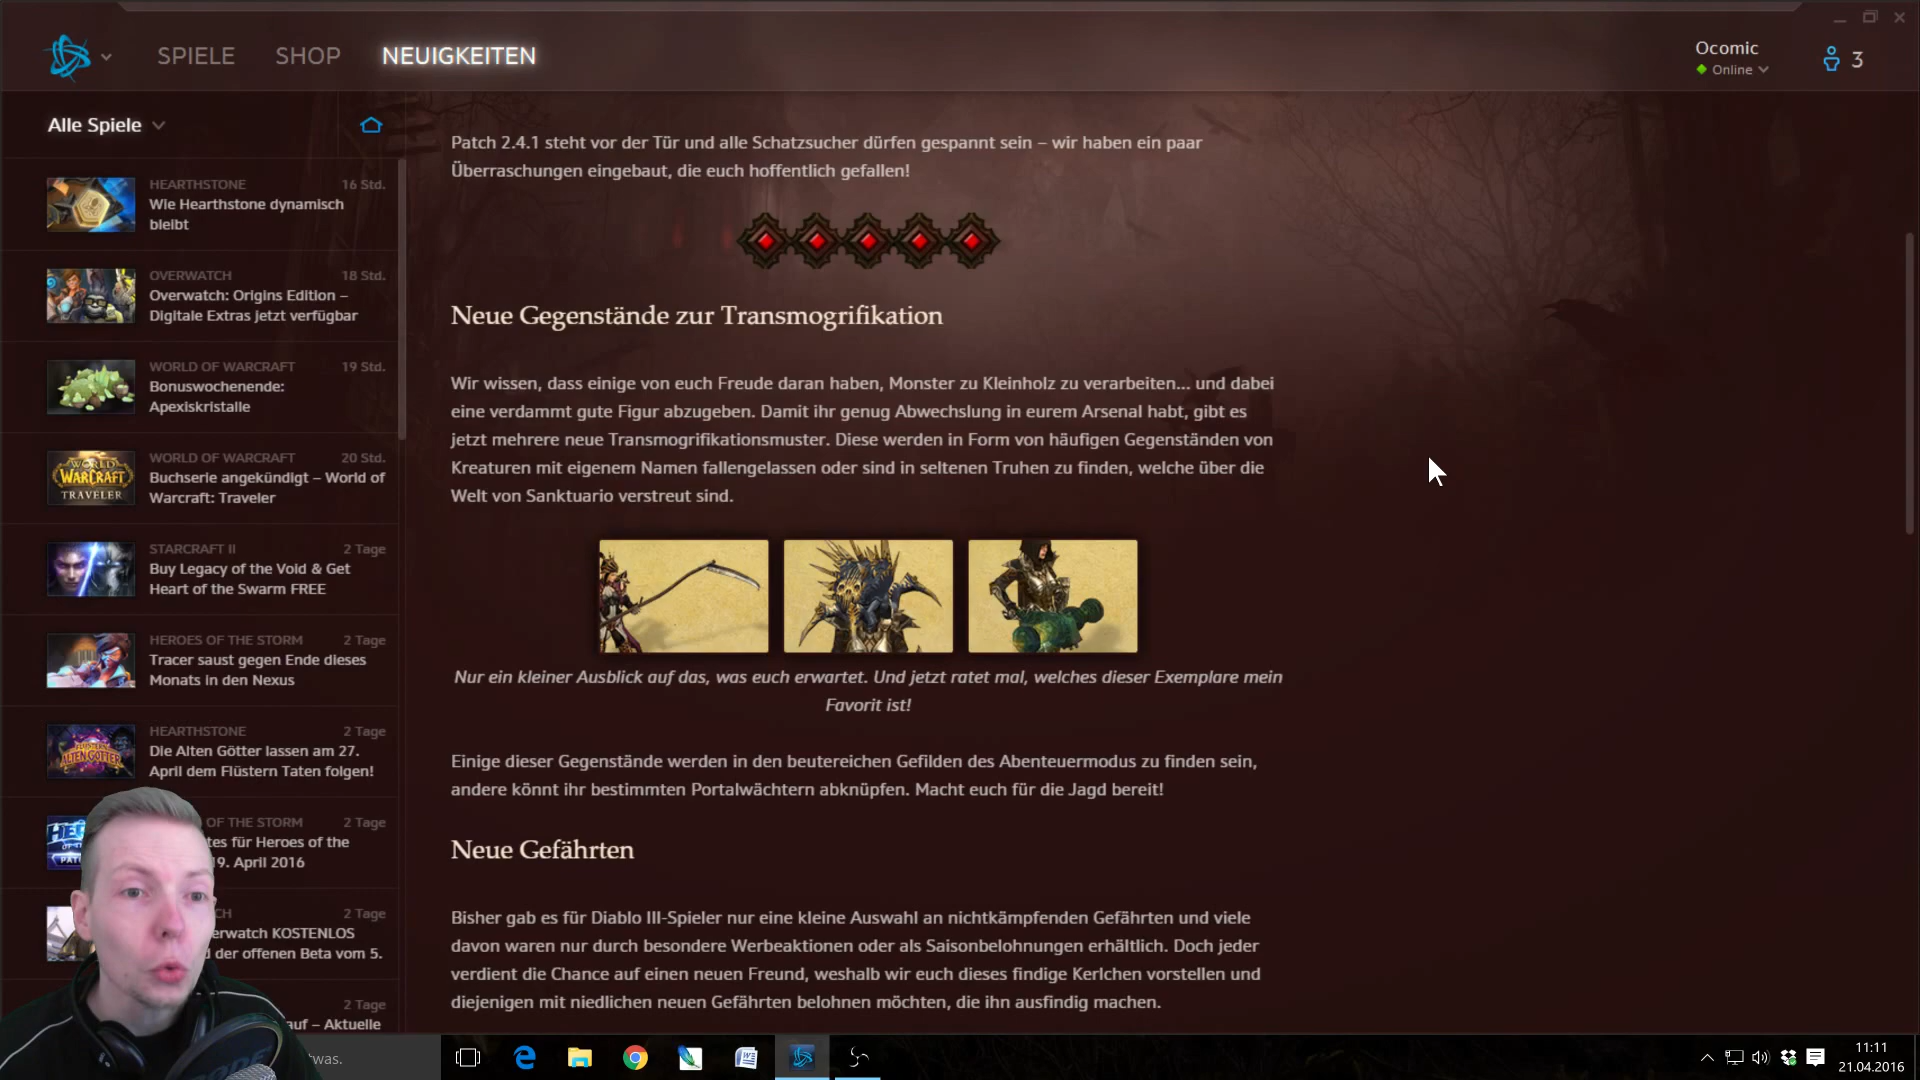 SPIELE SHOP NEUIGKEITEN
Ocomic
Online
3
Alle Spiele
HEARTHSTONE 16 Std.
Wie Hearthstone dynamisch
bleibt
OVERWATCH 18 Std.
Overwatch: Origins Edition –
Digitale Extras jetzt verfügbar
WORLD OF WARCRAFT 19 Std.
Bonuswochenende:
Apexiskristalle
WORLD OF WARCRAFT 20 Std.
Buchserie angekündigt – World of
Warcraft: Traveler
WORLD OF
WARCRAFT
TRAVELER
STARCRAFT II 2 Tage
Buy Legacy of the Void & Get
Heart of the Swarm FREE
HEROES OF THE STORM 2 Tage
Tracer saust gegen Ende dieses
Monats in den Nexus
HEARTHSTONE 2 Tage
Die Alten Götter lassen am 27.
April dem Flüstern Taten folgen!
ALTEN GÖTTER
OF THE STORM 2 Tage
tes für Heroes of the
19. April 2016
CH 2 Tage
erwatch KOSTENLOS
d der offenen Beta vom 5.
2 Tage
auf – Aktuelle
Patch 2.4.1 steht vor der Tür und alle Schatzsucher dürfen gespannt sein – wir haben ein paar
Überraschungen eingebaut, die euch hoffentlich gefallen!
Neue Gegenstände zur Transmogrifikation
Wir wissen, dass einige von euch Freude daran haben, Monster zu Kleinholz zu verarbeiten... und dabei
eine verdammt gute Figur abzugeben. Damit ihr genug Abwechslung in eurem Arsenal habt, gibt es
jetzt mehrere neue Transmogrifikationsmuster. Diese werden in Form von häufigen Gegenständen von
Kreaturen mit eigenem Namen fallengelassen oder sind in seltenen Truhen zu finden, welche über die
Welt von Sanktuario verstreut sind.
Nur ein kleiner Ausblick auf das, was euch erwartet. Und jetzt ratet mal, welches dieser Exemplare mein
Favorit ist!
Einige dieser Gegenstände werden in den beutereichen Gefilden des Abenteuermodus zu finden sein,
andere könnt ihr bestimmten Portalwächtern abknüpfen. Macht euch für die Jagd bereit!
Neue Gefährten
Bisher gab es für Diablo III-Spieler nur eine kleine Auswahl an nichtkämpfenden Gefährten und viele
davon waren nur durch besondere Werbeaktionen oder als Saisonbelohnungen erhältlich. Doch jeder
verdient die Chance auf einen neuen Freund, weshalb wir euch dieses findige Kerlchen vorstellen und
diejenigen mit niedlichen neuen Gefährten belohnen möchten, die ihn ausfindig machen.
twas.
11:11
21.04.2016